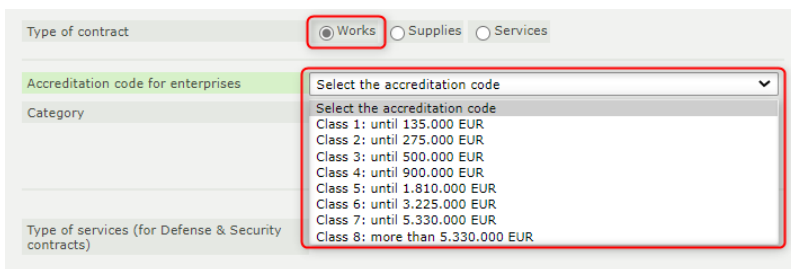 Type of contract
Works Supplies Services
Accreditation code for enterprises
Select the accreditation code
Category
Select the accreditation code
Class 1: until 135.000 EUR
Class 2: until 275.000 EUR
Class 3: until 500.000 EUR
Class 4: until 900.000 EUR
Class 5: until 1.810.000 EUR
Class 6: until 3.225.000 EUR
Class 7: until 5.330.000 EUR
Class 8: more than 5.330.000 EUR
Type of services (for Defense & Security
contracts)